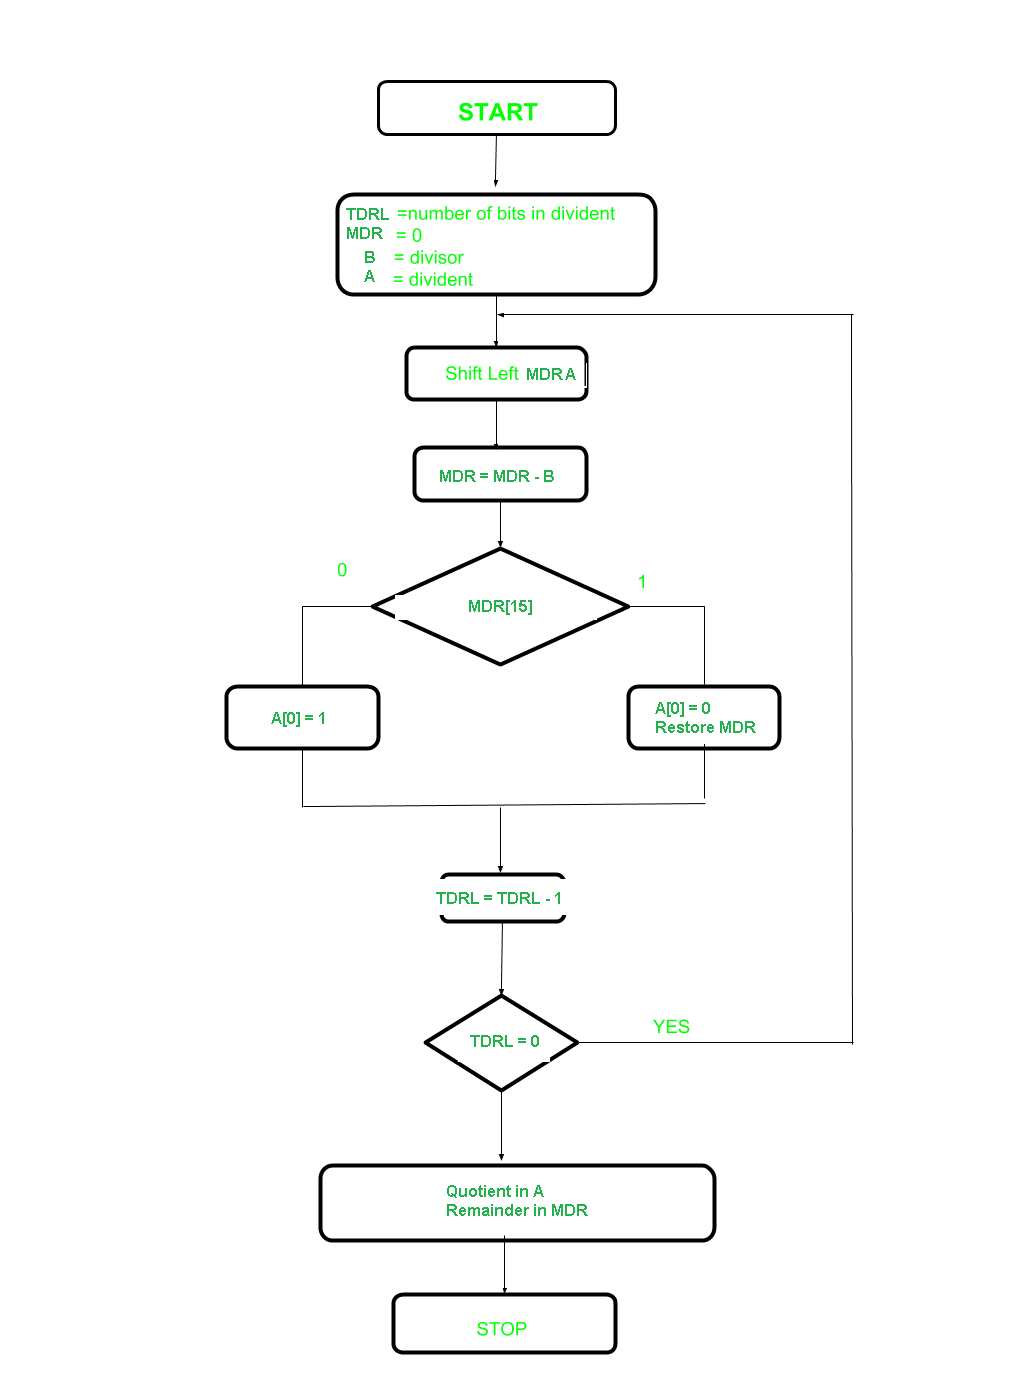 START
TDRL =number of bits in divident
MDR = 0
B = divisor
A = divident
Shift Left MDR A
MDR = MDR - B
0
1
MDR[15]
A[0] = 1
A[0] = 0
Restore MDR
TDRL = TDRL - 1
YES
TDRL = 0
Quotient in A
Remainder in MDR
STOP